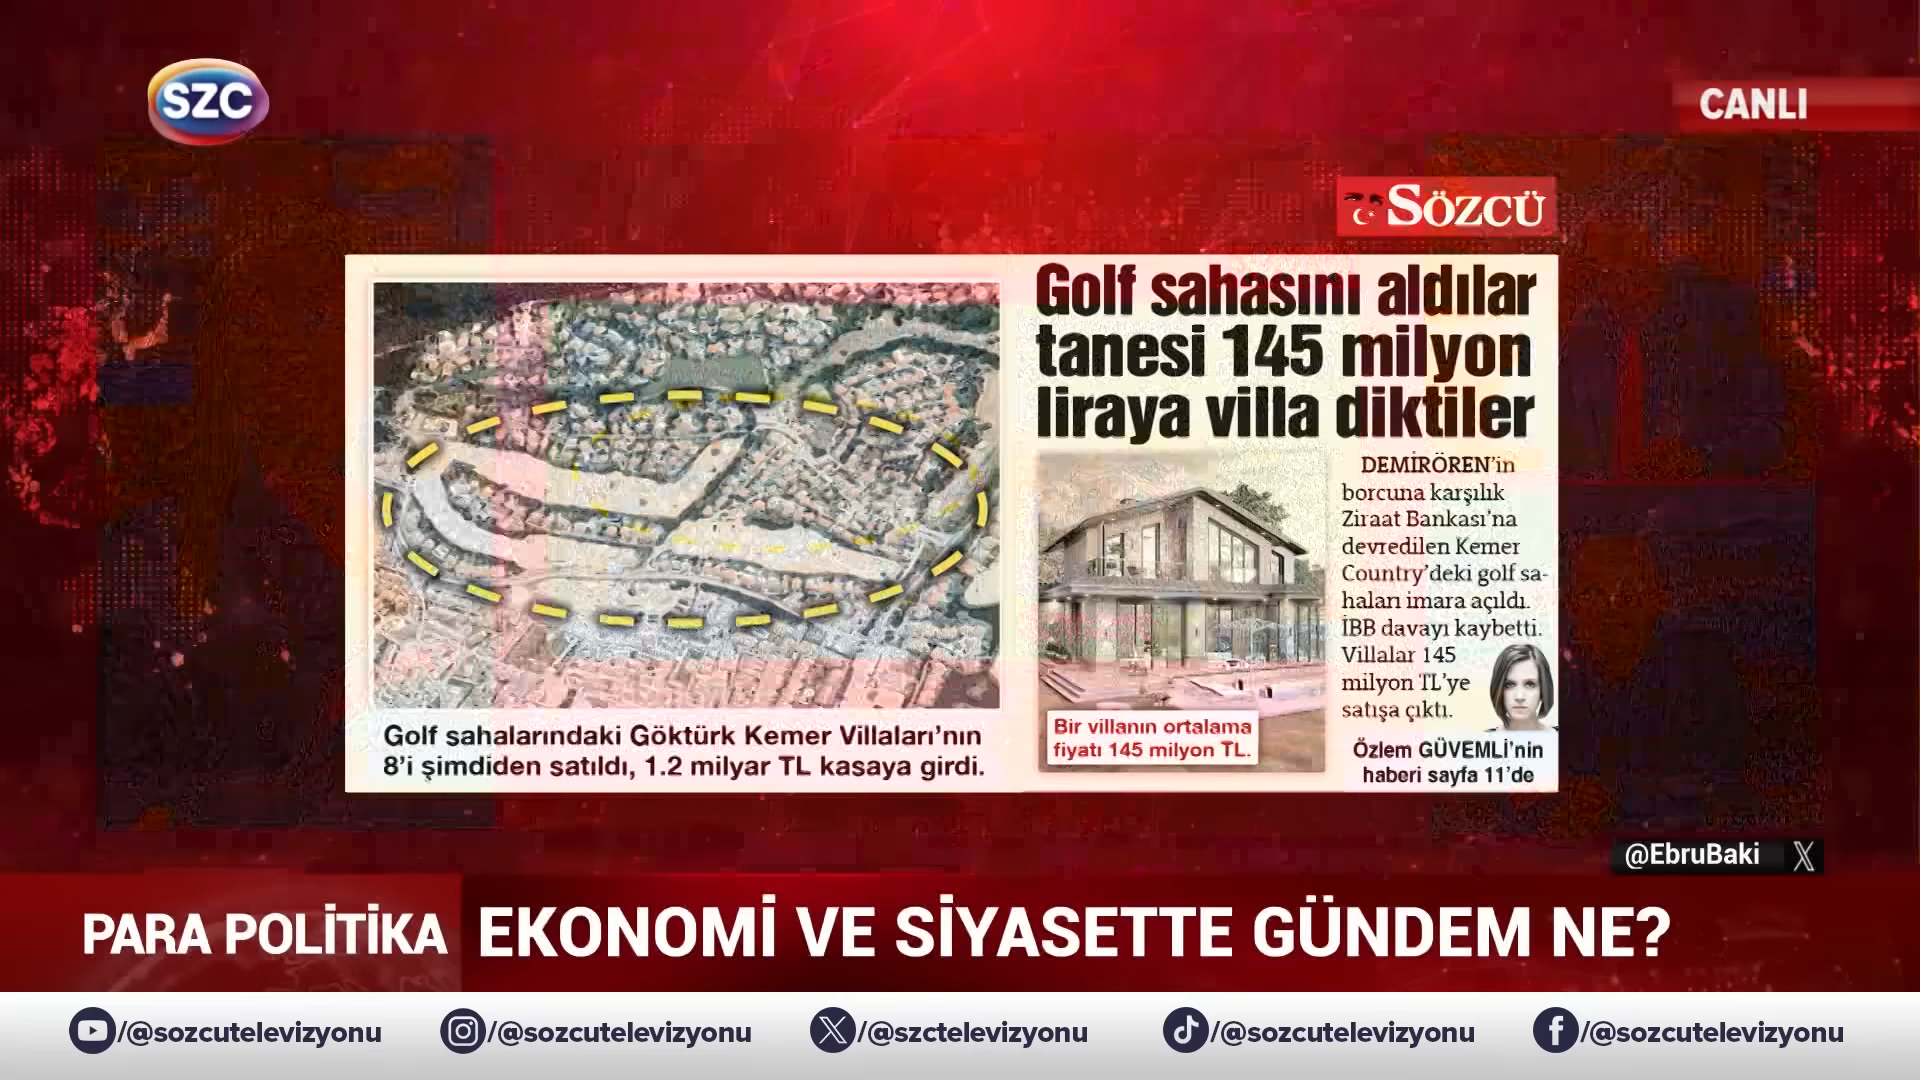 SZC
CANLI
SÖZCÜ
Golf sahasını aldılar
tanesi 145 milyon
liraya villa diktiler
DEMİRÖREN'in
borcuna karşılık
Ziraat Bankası'na
devredilen Kemer
Country'deki golf sa-
haları imara açıldı.
İBB davayı kaybetti.
Villalar 145
milyon TL'ye
satışa çıktı.
Özlem GÜVEMLİ'nin
haberi sayfa 11'de
Bir villanın ortalama
fiyatı 145 milyon TL.
Golf sahalarındaki Göktürk Kemer Villaları'nın
8'i şimdiden satıldı, 1.2 milyar TL kasaya girdi.
@EbruBaki X
PARA POLİTİKA
EKONOMİ VE SİYASETTE GÜNDEM NE?
/@sozcutelevizyonu
/@sozcutelevizyonu
/@szctelevizyonu
/@sozcutelevizyonu
/@sozcutelevizyonu